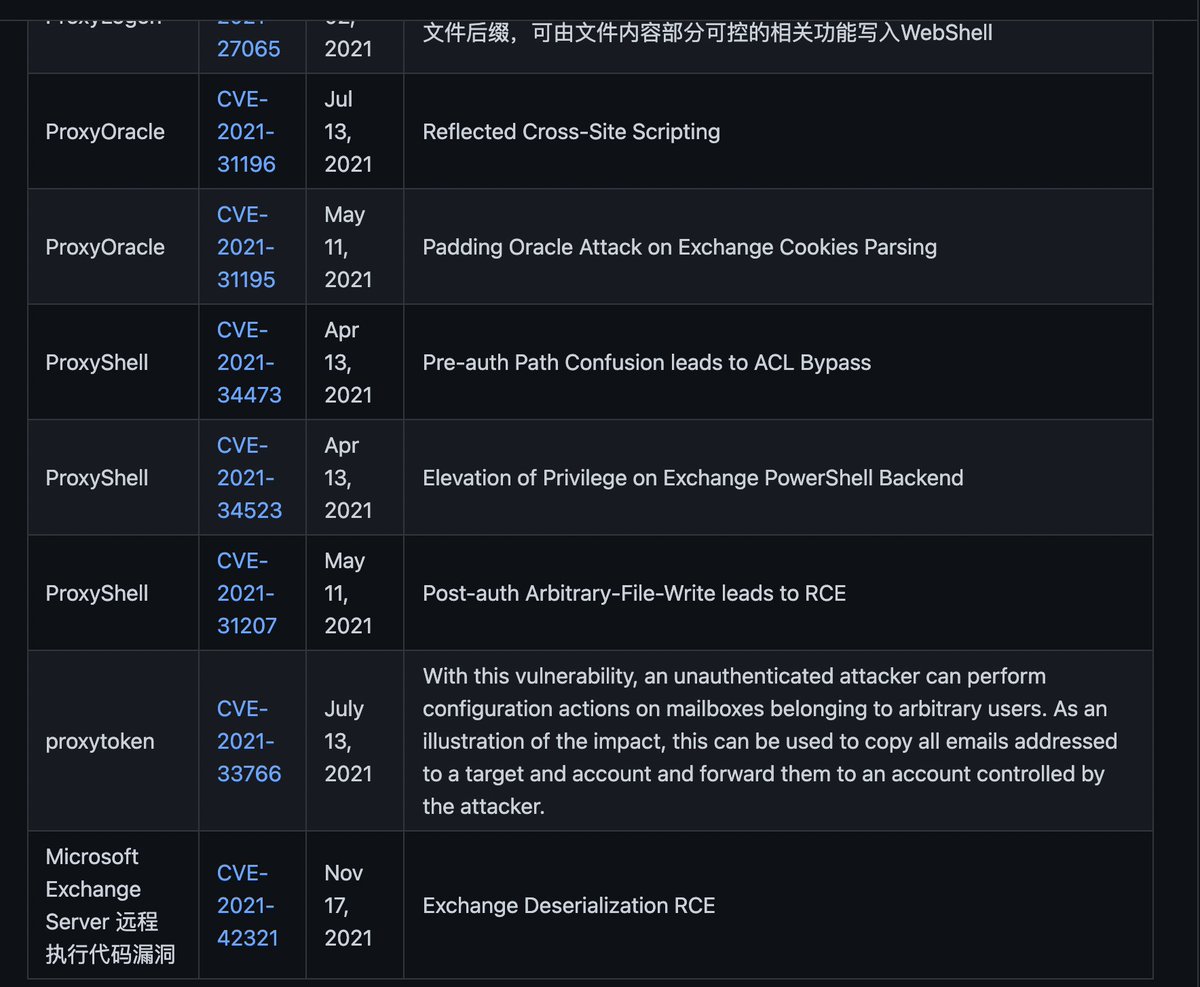 27065
2021
文件后缀，可由文件内容部分可控的相关功能写入WebShell
ProxyOracle
CVE-
2021-
31196
Jul
13,
2021
Reflected Cross-Site Scripting
ProxyOracle
CVE-
2021-
31195
May
11,
2021
Padding Oracle Attack on Exchange Cookies Parsing
ProxyShell
CVE-
2021-
34473
Apr
13,
2021
Pre-auth Path Confusion leads to ACL Bypass
ProxyShell
CVE-
2021-
34523
Apr
13,
2021
Elevation of Privilege on Exchange PowerShell Backend
ProxyShell
CVE-
2021-
31207
May
11,
2021
Post-auth Arbitrary-File-Write leads to RCE
proxytoken
CVE-
2021-
33766
July
13,
2021
With this vulnerability, an unauthenticated attacker can perform
configuration actions on mailboxes belonging to arbitrary users. As an
illustration of the impact, this can be used to copy all emails addressed
to a target and account and forward them to an account controlled by
the attacker.
Microsoft
Exchange
Server 远程
执行代码漏洞
CVE-
2021-
42321
Nov
17,
2021
Exchange Deserialization RCE